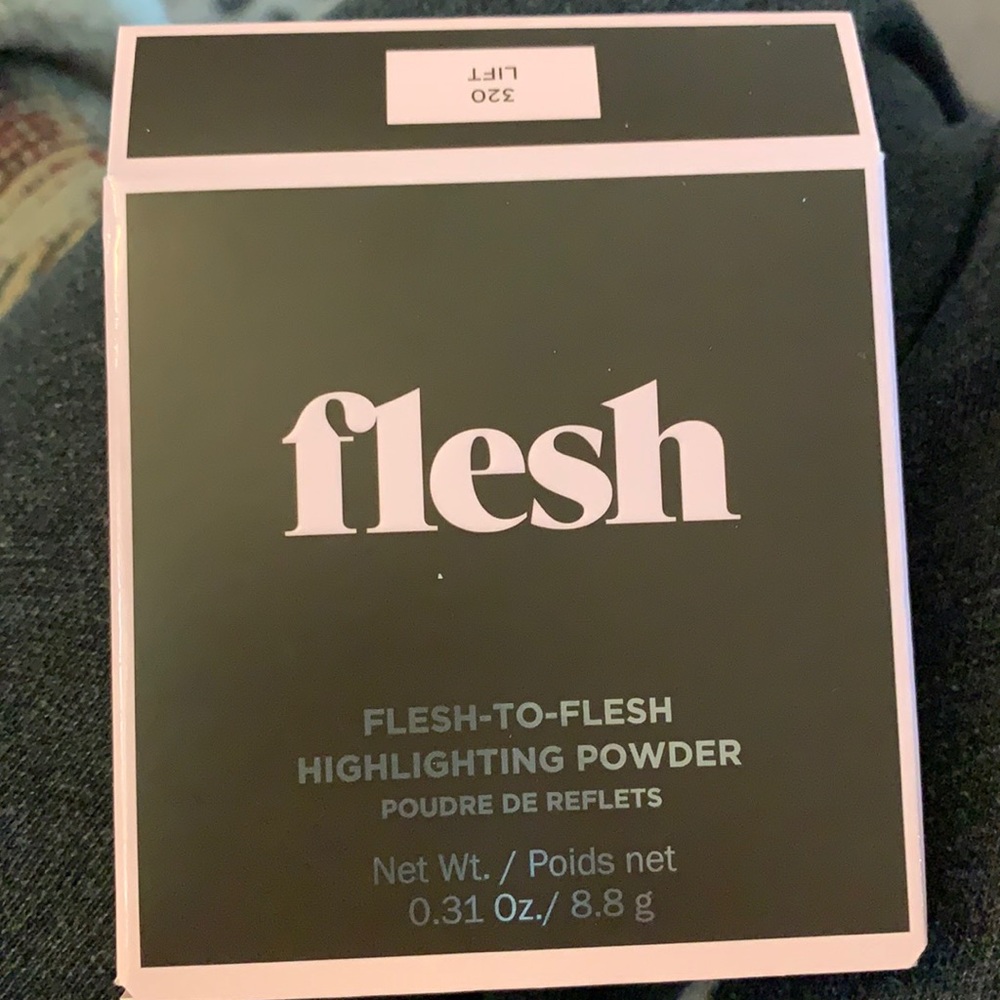 320
LIFT
flesh
FLESH-TO-FLESH
HIGHLIGHTING POWDER
POUDRE DE REFLETS
Net Wt. / Poids net
0.31 Oz./ 8.8 g